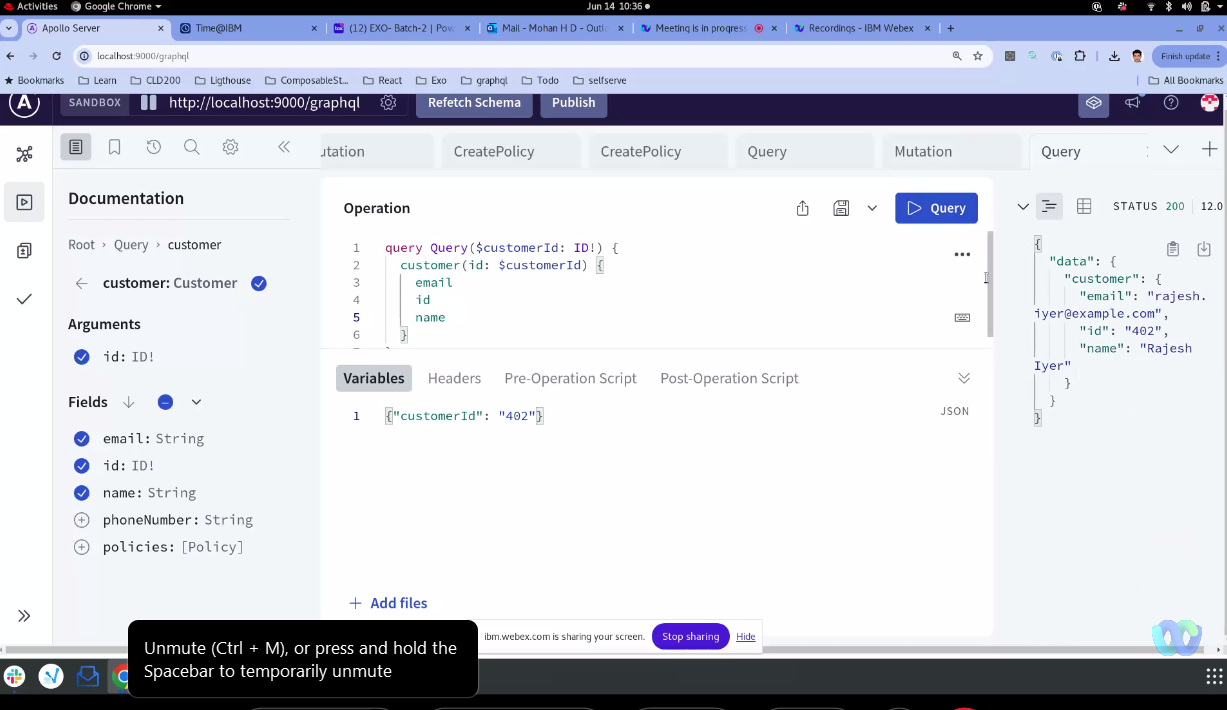 Activities
Google Chrome
Jun 14 10:36
Apollo Server
Time@IBM
(12) EXO- Batch-2 | Pow
Mail - Mohan H D - Outlo
Meeting is in progress
Recordings - IBM Webex
localhost:9000/graphql
Finish update
Bookmarks
Learn
CLD200
Ligthouse
ComposableSt...
React
Exo
graphql
Todo
selfserve
All Bookmarks
SANDBOX
http://localhost:9000/graphql
Refetch Schema
Publish
utation
CreatePolicy
CreatePolicy
Query
Mutation
Query
Documentation
Root > Query > customer
customer: Customer
Arguments
id: ID!
Fields
email: String
id: ID!
name: String
phoneNumber: String
policies: [Policy]
Operation
Query
1 query Query($customerId: ID!) {
2 customer(id: $customerId) {
3 email
4 id
5 name
6 }
Variables
Headers
Pre-Operation Script
Post-Operation Script
1 {"customerId": "402"}
JSON
+ Add files
STATUS 200
12.0
{
"data": {
"customer": {
"email": "rajesh.
iyer@example.com",
"id": "402",
"name": "Rajesh
Iyer"
}
}
}
Unmute (Ctrl + M), or press and hold the
Spacebar to temporarily unmute
ibm.webex.com is sharing your screen.
Stop sharing
Hide